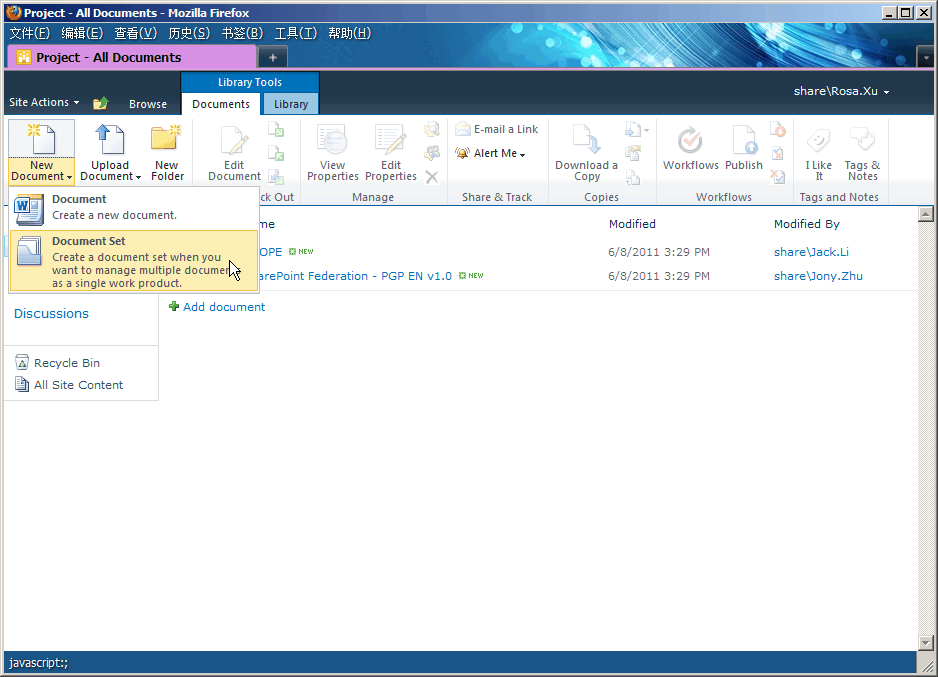 Project - All Documents - Mozilla Firefox
文件(F) 编辑(E) 查看(V) 历史(S) 书签(B) 工具(T) 帮助(H)
Project - All Documents
Library Tools
Site Actions Browse Documents Library share\Rosa.Xu
New Document
Upload Document
New Folder
Edit Document
View Properties
Edit Properties
E-mail a Link
Alert Me
Download a Copy
Workflows
Publish
I Like It
Tags & Notes
ck Out Manage Share & Track Copies Workflows Tags and Notes
Document
Create a new document.
Document Set
Create a document set when you
want to manage multiple docume
as a single work product.
me Modified Modified By
OPE NEW 6/8/2011 3:29 PM share\Jack.Li
arePoint Federation - PGP EN v1.0 NEW 6/8/2011 3:29 PM share\Jony.Zhu
Add document
Discussions
Recycle Bin
All Site Content
javascript:;